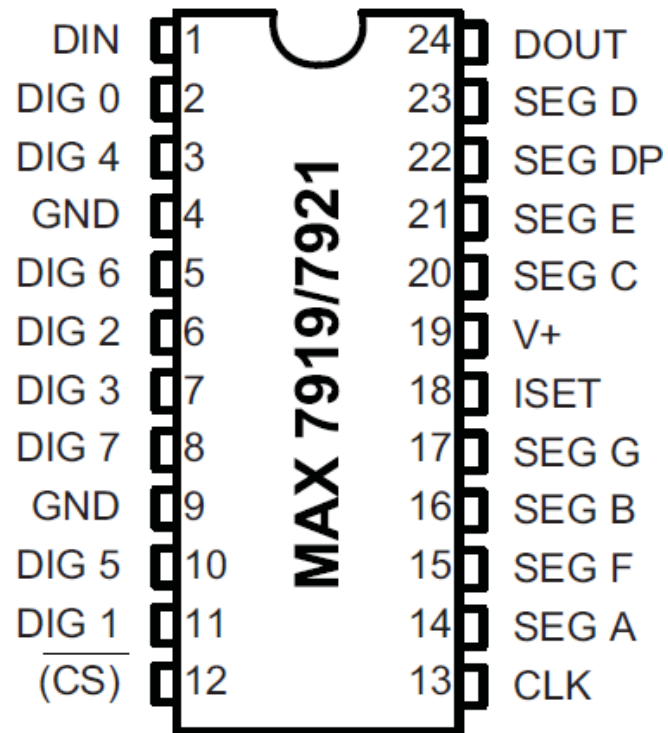 DIN 1 24 DOUT
DIG 0 2 23 SEG D
DIG 4 3 22 SEG DP
GND 4 21 SEG E
DIG 6 5 20 SEG C
DIG 2 6 19 V+
DIG 3 7 18 ISET
DIG 7 8 17 SEG G
GND 9 16 SEG B
DIG 5 10 15 SEG F
DIG 1 11 14 SEG A
(CS) 12 13 CLK
MAX 7919/7921